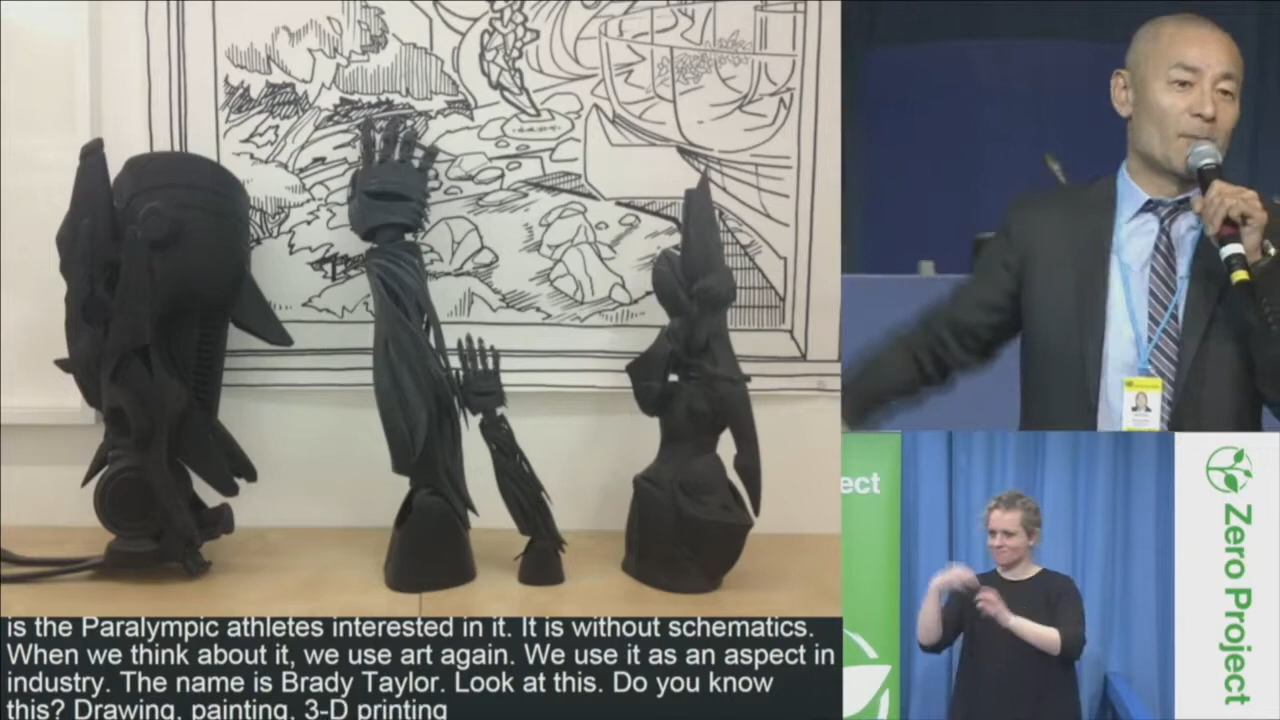 is the Paralympic athletes interested in it. It is without schematics.
When we think about it, we use art again. We use it as an aspect in
industry. The name is Brady Taylor. Look at this. Do you know
this? Drawing, painting, 3-D printing
ect
Zero Project